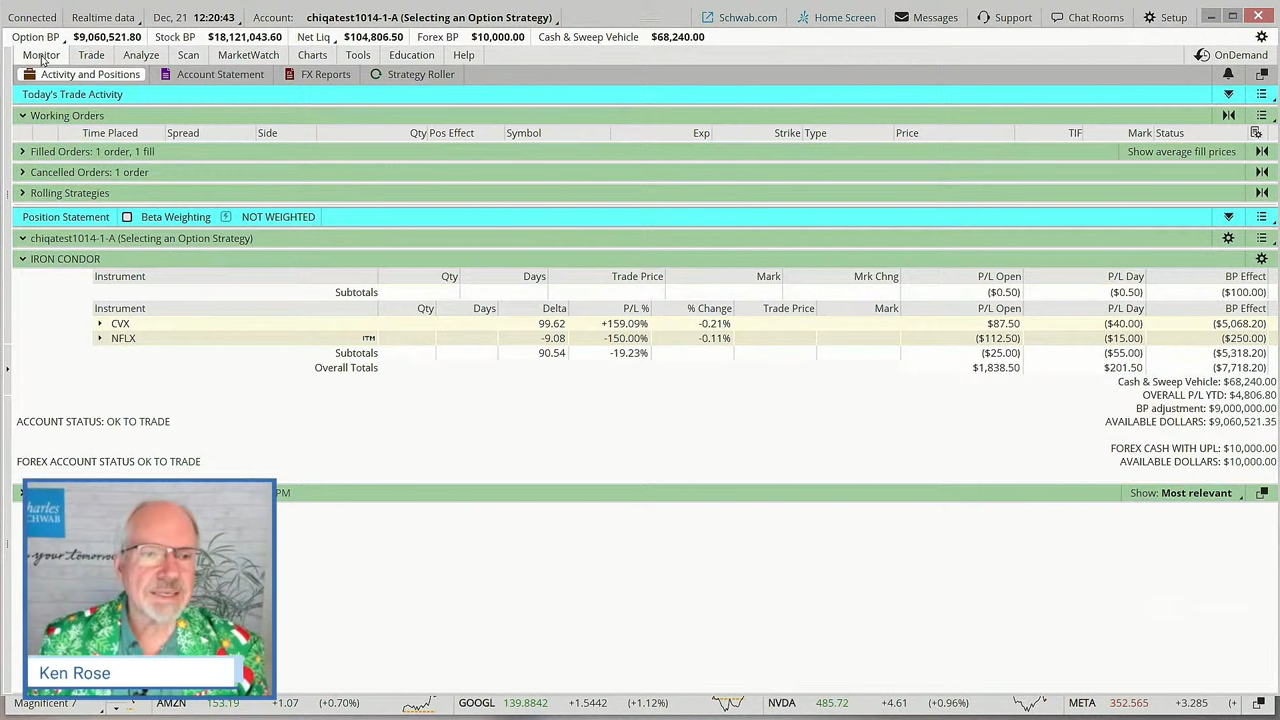 Connected Realtime data Dec, 21 12:20:43 Account: chiqatest1014-1-A (Selecting an Option Strategy) Schwab.com Home Screen Messages Support Chat Rooms Setup
Option BP $9,060,521.80 Stock BP $18,121,043.60 Net Liq $104,806.50 Forex BP $10,000.00 Cash & Sweep Vehicle $68,240.00
Monitor Trade Analyze Scan MarketWatch Charts Tools Education Help OnDemand
Activity and Positions Account Statement FX Reports Strategy Roller
Today's Trade Activity
Working Orders
Time Placed Spread Side Qty Pos Effect Symbol Exp Strike Type Price TIF Mark Status
Filled Orders: 1 order, 1 fill Show average fill prices
Cancelled Orders: 1 order
Rolling Strategies
Position Statement Beta Weighting NOT WEIGHTED
chiqatest1014-1-A (Selecting an Option Strategy)
IRON CONDOR
Instrument Qty Days Trade Price Mark Mrk Chng P/L Open P/L Day BP Effect
Subtotals ($0.50) ($0.50) ($100.00)
Instrument Qty Days Delta P/L % % Change Trade Price Mark P/L Open P/L Day BP Effect
CVX 99.62 +159.09% -0.21% $87.50 ($40.00) ($5,068.20)
NFLX ITM -9.08 -150.00% -0.11% ($112.50) ($15.00) ($250.00)
Subtotals 90.54 -19.23% ($25.00) ($55.00) ($5,318.20)
Overall Totals $1,838.50 $201.50 ($7,718.20)
Cash & Sweep Vehicle: $68,240.00
OVERALL P/L YTD: $4,806.80
BP adjustment: $9,000,000.00
ACCOUNT STATUS: OK TO TRADE AVAILABLE DOLLARS: $9,060,521.35
FOREX CASH WITH UPL: $10,000.00
FOREX ACCOUNT STATUS OK TO TRADE AVAILABLE DOLLARS: $10,000.00
PM Show: Most relevant
harles
CHWAB
your tomorrow
Ken Rose
Magnificent 7 AMZN 153.19 +1.07 (+0.70%) GOOGL 139.8842 +1.5442 (+1.12%) NVDA 485.72 +4.61 (+0.96%) META 352.565 +3.285 (+